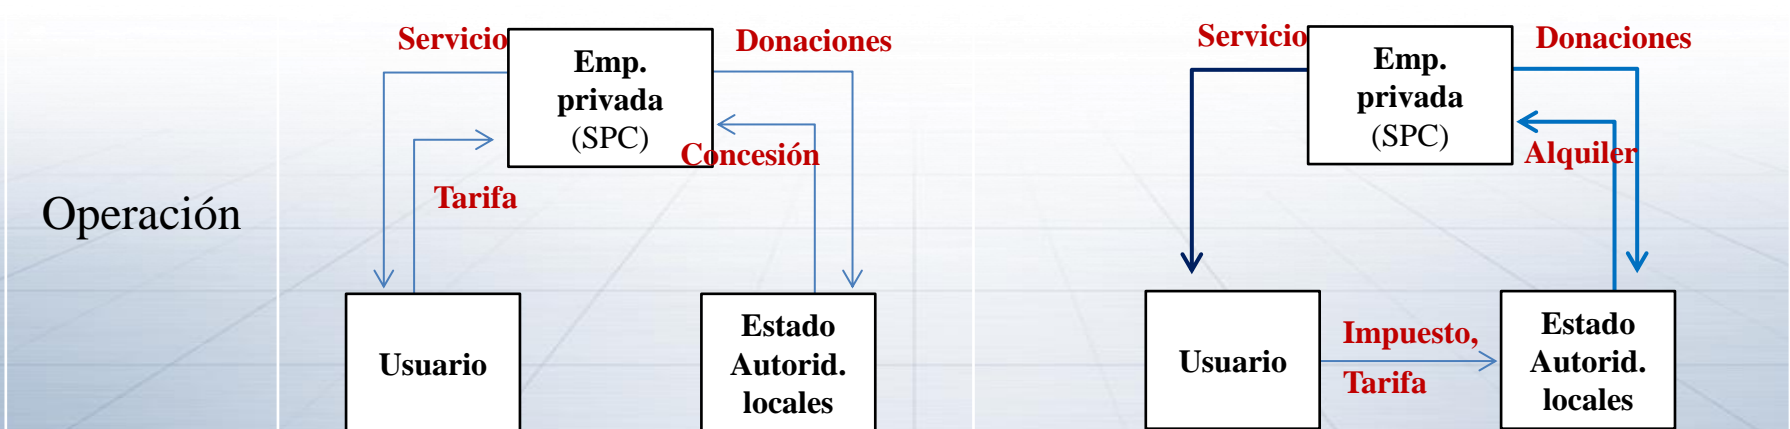 Operación
Servicio
Emp.
privada
(SPC)
Donaciones
Concesión
Tarifa
Usuario
Estado
Autorid.
locales
Servicio
Emp.
privada
(SPC)
Donaciones
Alquiler
Usuario
Impuesto,
Tarifa
Estado
Autorid.
locales